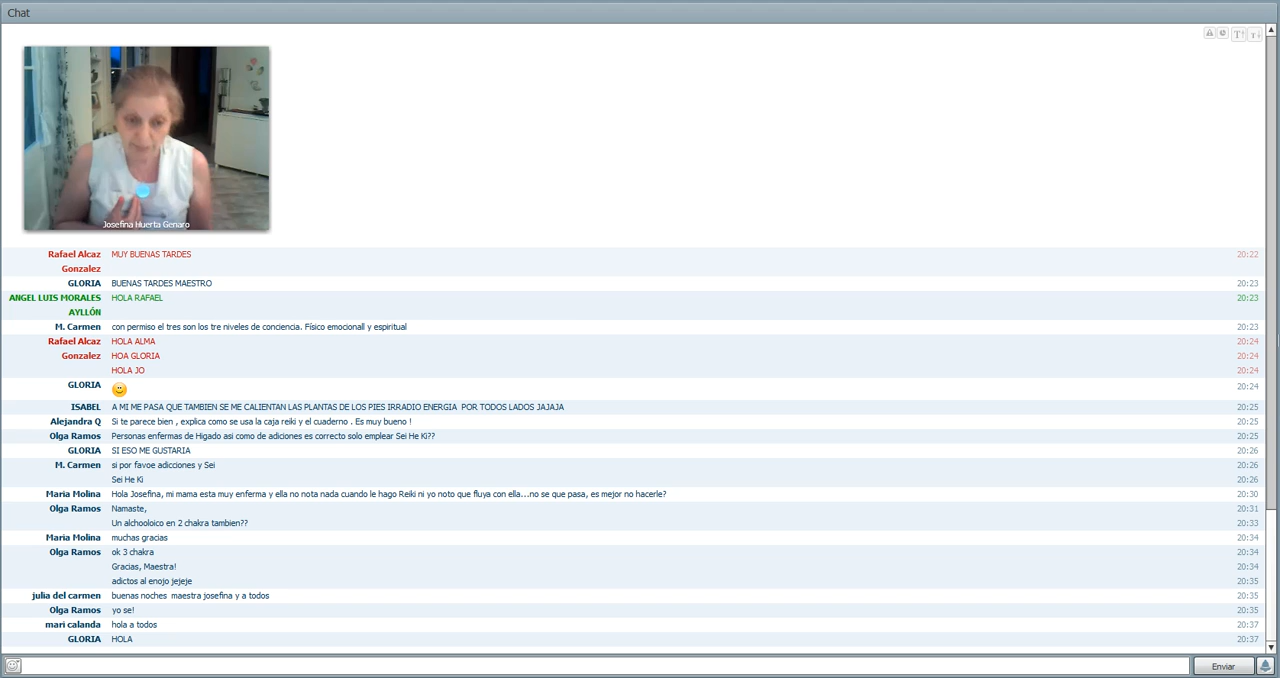 Chat
Josefina Huerta Genaro
Rafael Alcaz MUY BUENAS TARDES 20:22
Gonzalez
GLORIA BUENAS TARDES MAESTRO 20:23
ANGEL LUIS MORALES HOLA RAFAEL 20:23
AYLLÓN
M. Carmen con permiso el tres son los tre niveles de conciencia. Físico emocionall y espiritual 20:23
Rafael Alcaz HOLA ALMA 20:24
Gonzalez HOA GLORIA 20:24
HOLA JO 20:24
GLORIA 20:24
ISABEL A MI ME PASA QUE TAMBIEN SE ME CALIENTAN LAS PLANTAS DE LOS PIES IRRADIO ENERGIA POR TODOS LADOS JAJAJA 20:25
Alejandra Q Si te parece bien , explica como se usa la caja reiki y el cuaderno . Es muy bueno ! 20:25
Olga Ramos Personas enfermas de Higado asi como de adiciones es correcto solo emplear Sei He Ki?? 20:25
GLORIA SI ESO ME GUSTARIA 20:26
M. Carmen si por favoe adicciones y Sei 20:26
Sei He Ki 20:26
Maria Molina Hola Josefina, mi mama esta muy enferma y ella no nota nada cuando le hago Reiki ni yo noto que fluya con ella...no se que pasa, es mejor no hacerle? 20:30
Olga Ramos Namaste, 20:31
Un alchooloico en 2 chakra tambien?? 20:33
Maria Molina muchas gracias 20:34
Olga Ramos ok 3 chakra 20:34
Gracias, Maestra! 20:34
adictos al enojo jejeje 20:35
julia del carmen buenas noches maestra josefina y a todos 20:35
Olga Ramos yo se! 20:35
mari calanda hola a todos 20:37
GLORIA HOLA 20:37
Enviar